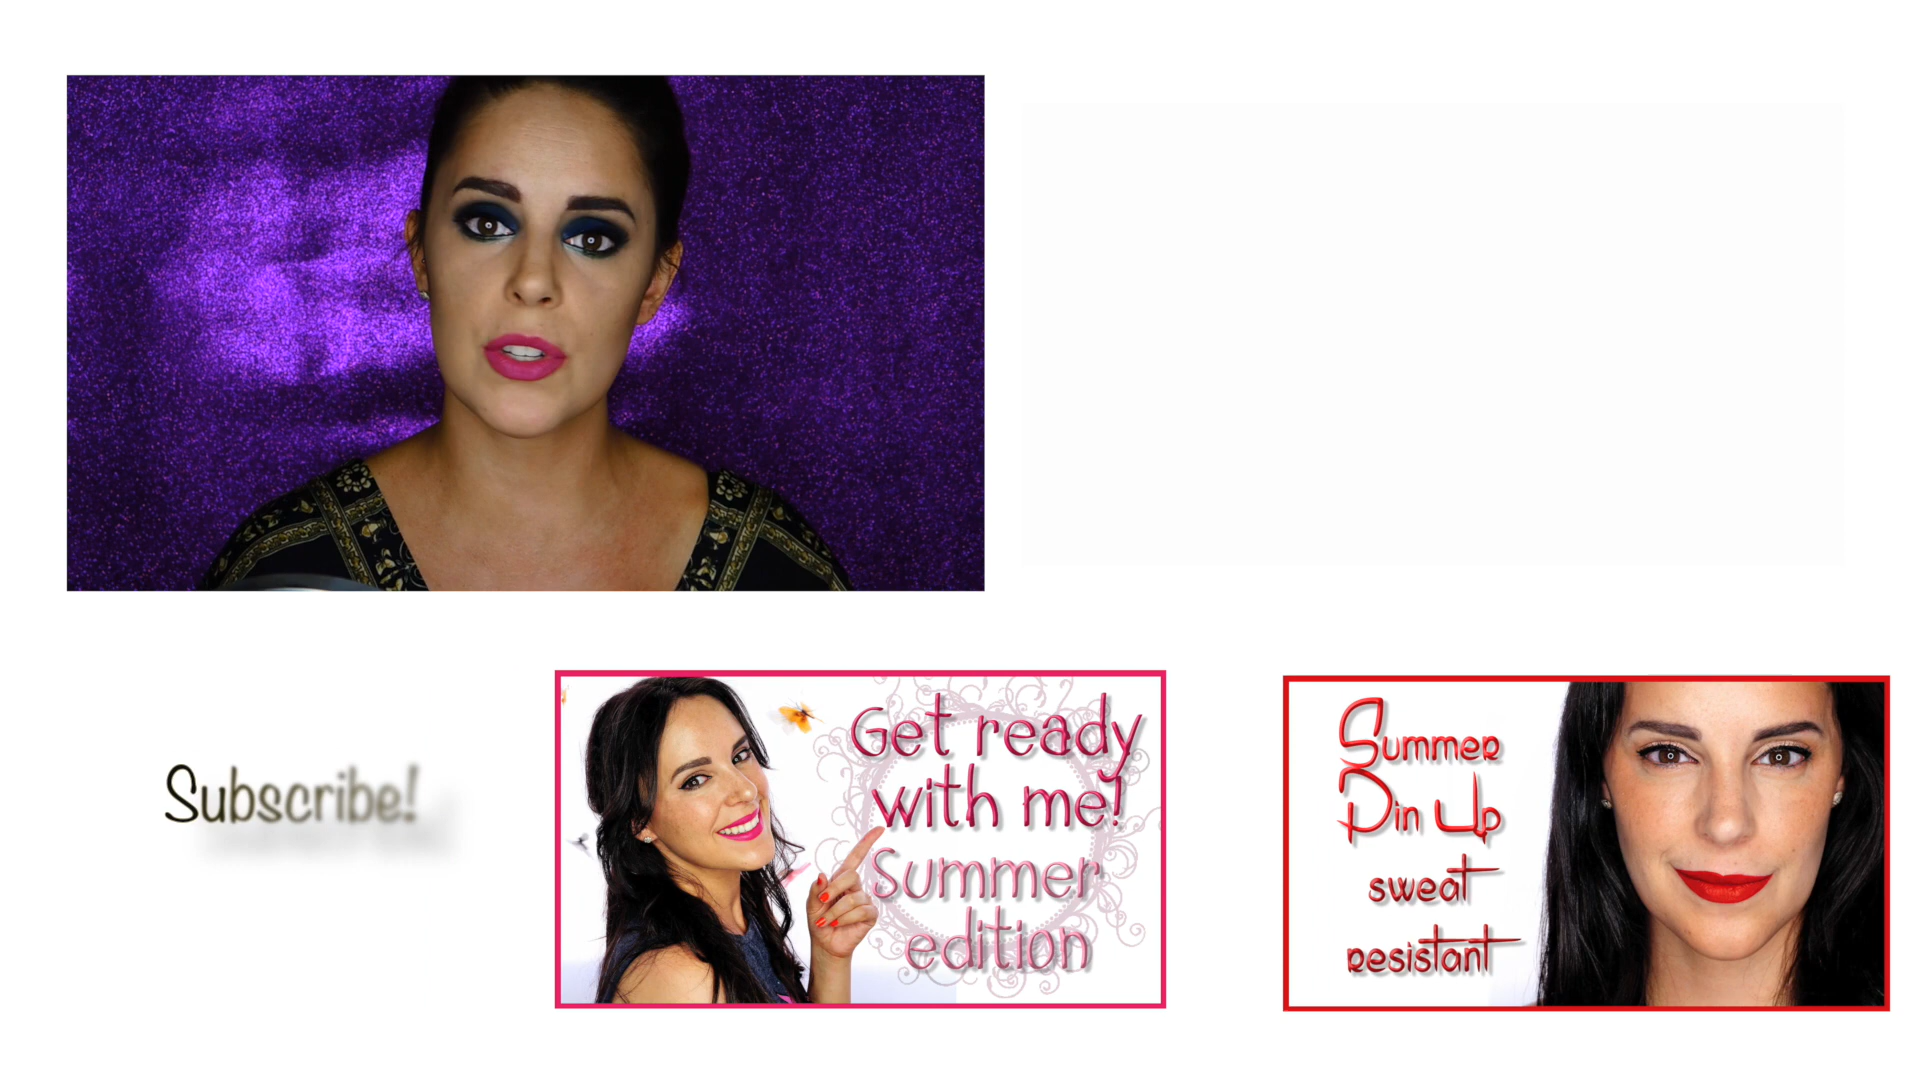 Subscribe!
Get ready
with me!
Summer
edition
Summer
Pin Up
sweat
resistant